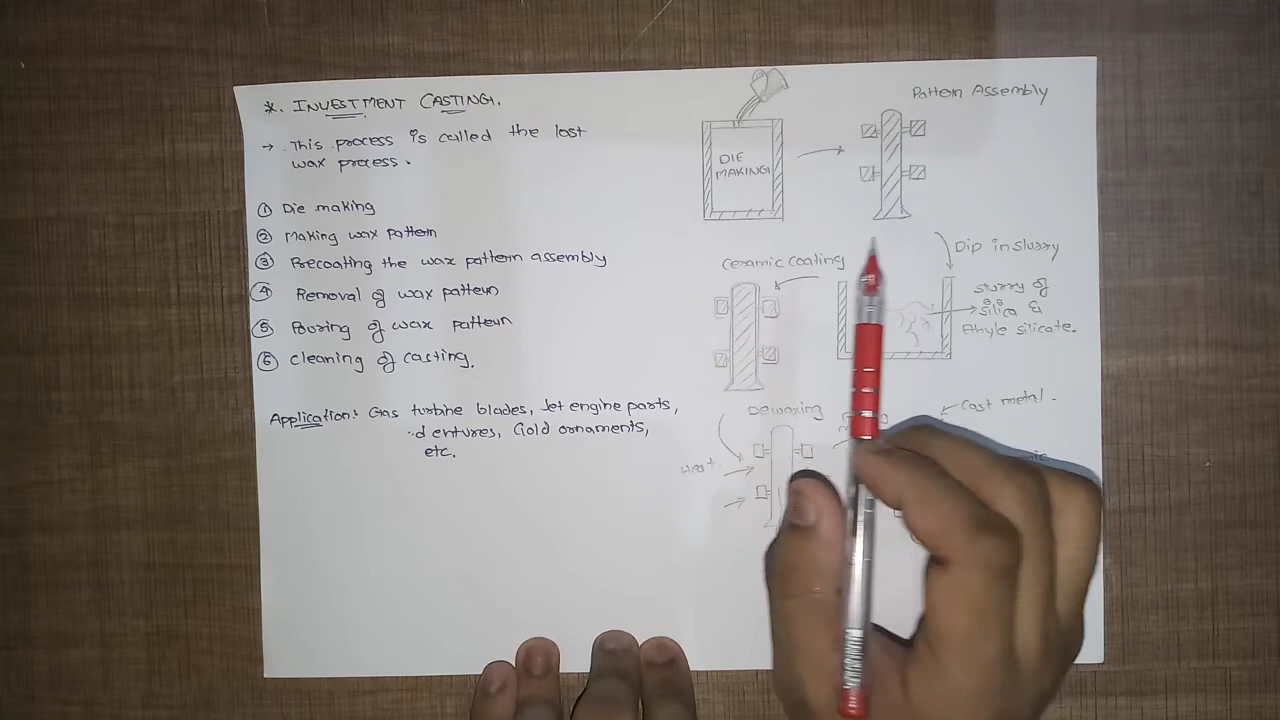 *. INVESTMENT CASTING.
→ This process is called the lost
wax process.
① Die making
② Making wax pattern
③ Precoating the wax pattern assembly
④ Removal of wax pattern
⑤ Pouring of wax pattern
⑥ Cleaning of casting.
Application: Gas turbine blades, Jet engine parts,
dentures, Gold ornaments,
etc.
Pattern Assembly
DIE
MAKING
Dip in slurry
Ceramic coating
slurry of
silica &
Ethyle silicate.
Dewaxing
Cast metal.
Heat